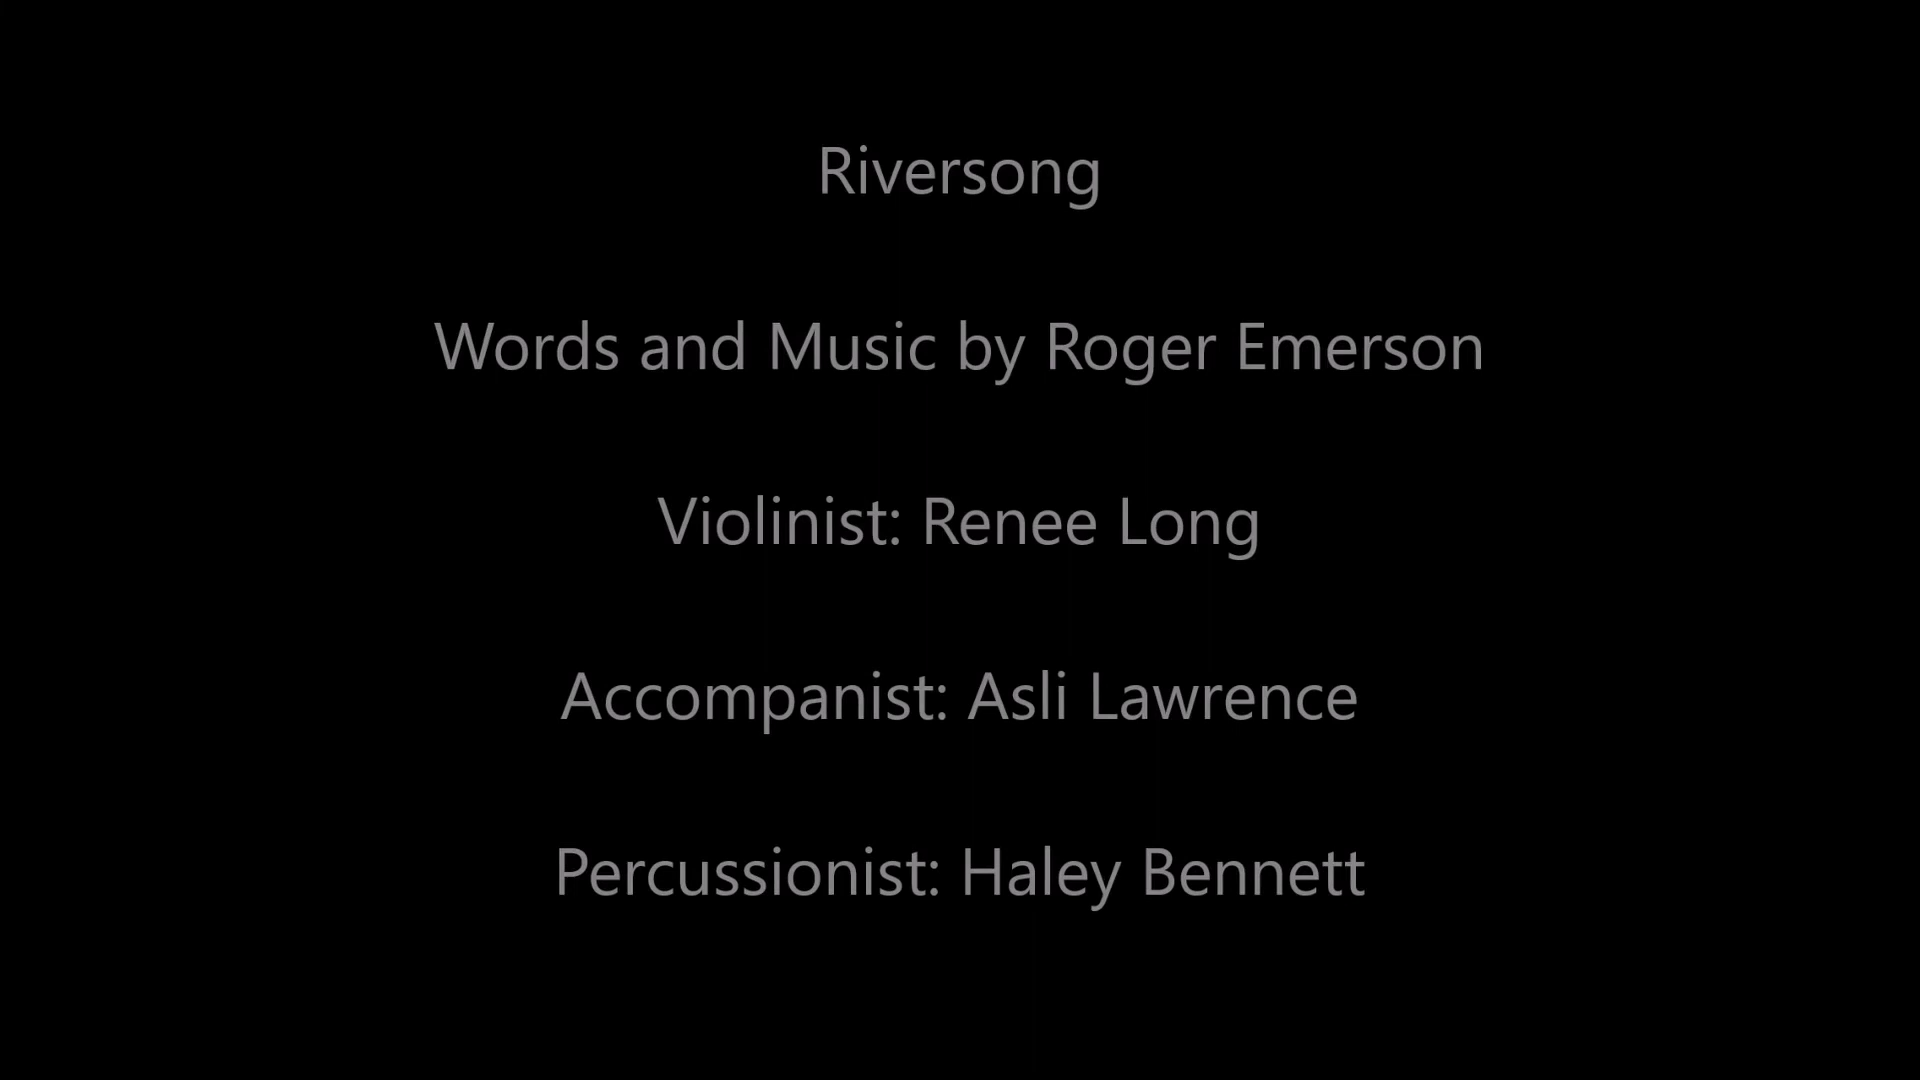 Riversong
Words and Music by Roger Emerson
Violinist: Renee Long
Accompanist: Asli Lawrence
Percussionist: Haley Bennett